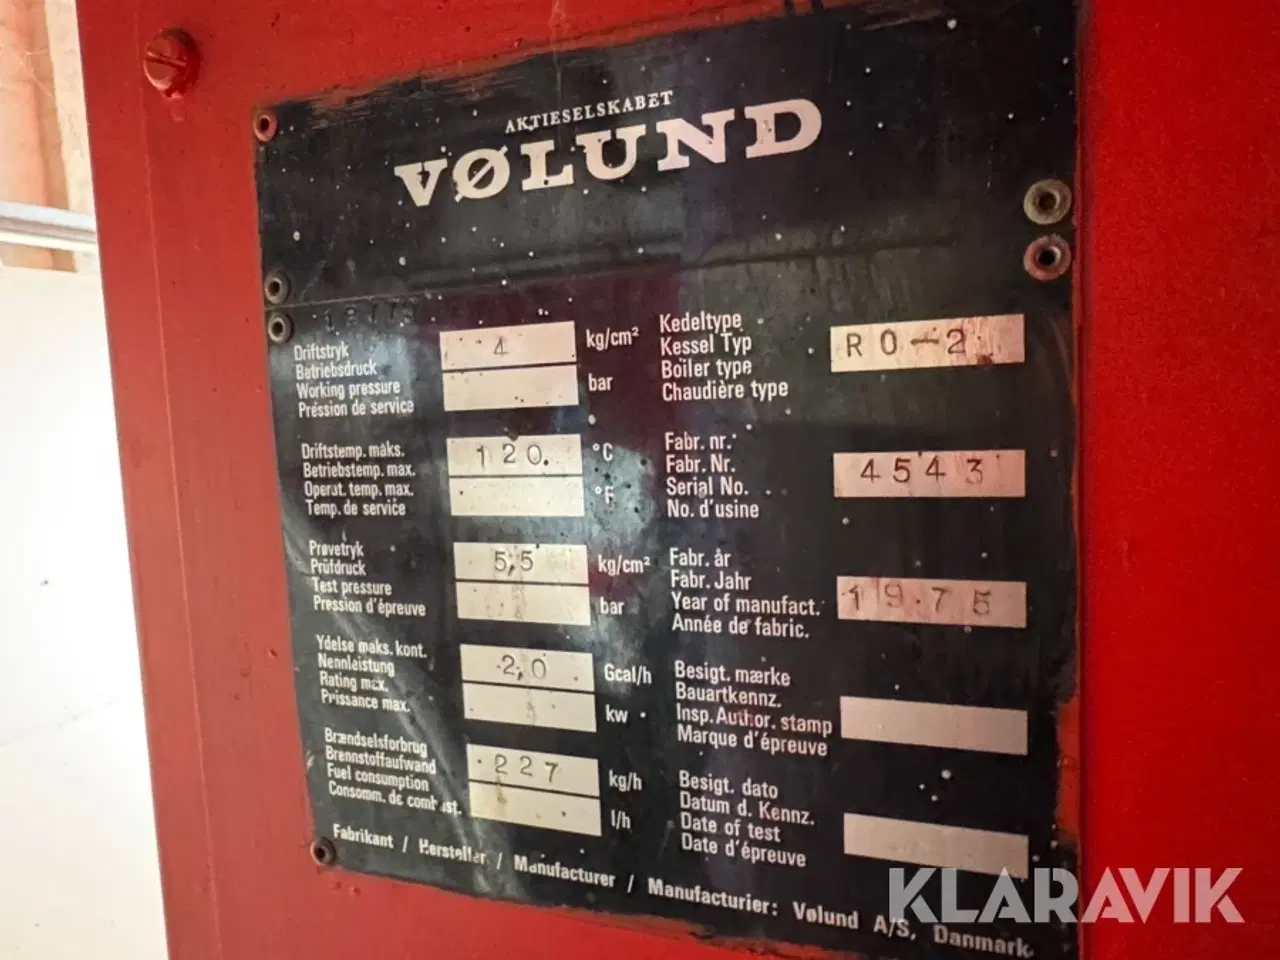 AKTIESELSKABET
VØLUND
Driftstryk
Betriebsdruck
Working pressure
Préssion de service
4
kg/cm²
bar
Kedeltype
Kessel Typ
Boiler type
Chaudière type
RO-2
Driftstemp. maks.
Betriebstemp. max.
Operat. temp. max.
Temp. de service
120.
°C
°F
Fabr. nr.
Fabr. Nr.
Serial No.
No. d'usine
4543
Prøvetryk
Prüfdruck
Test pressure
Pression d'épreuve
5,5
kg/cm²
bar
Fabr. år
Fabr. Jahr
Year of manufact.
Année de fabric.
1975
Ydelse maks. kont.
Nennleistung
Rating max.
Prissance max.
2,0
Gcal/h
kw
Besigt. mærke
Bauartkennz.
Insp. Author. stamp
Marque d'épreuve
Brændselsforbrug
Brennstoffaufwand
Fuel consumption
Consomm. de combust.
227
kg/h
l/h
Besigt. dato
Datum d. Kennz.
Date of test
Date d'épreuve
Fabrikant / Hersteller / Manufacturer / Manufacturier: Vølund A/S, Danmark
KLARAVIK